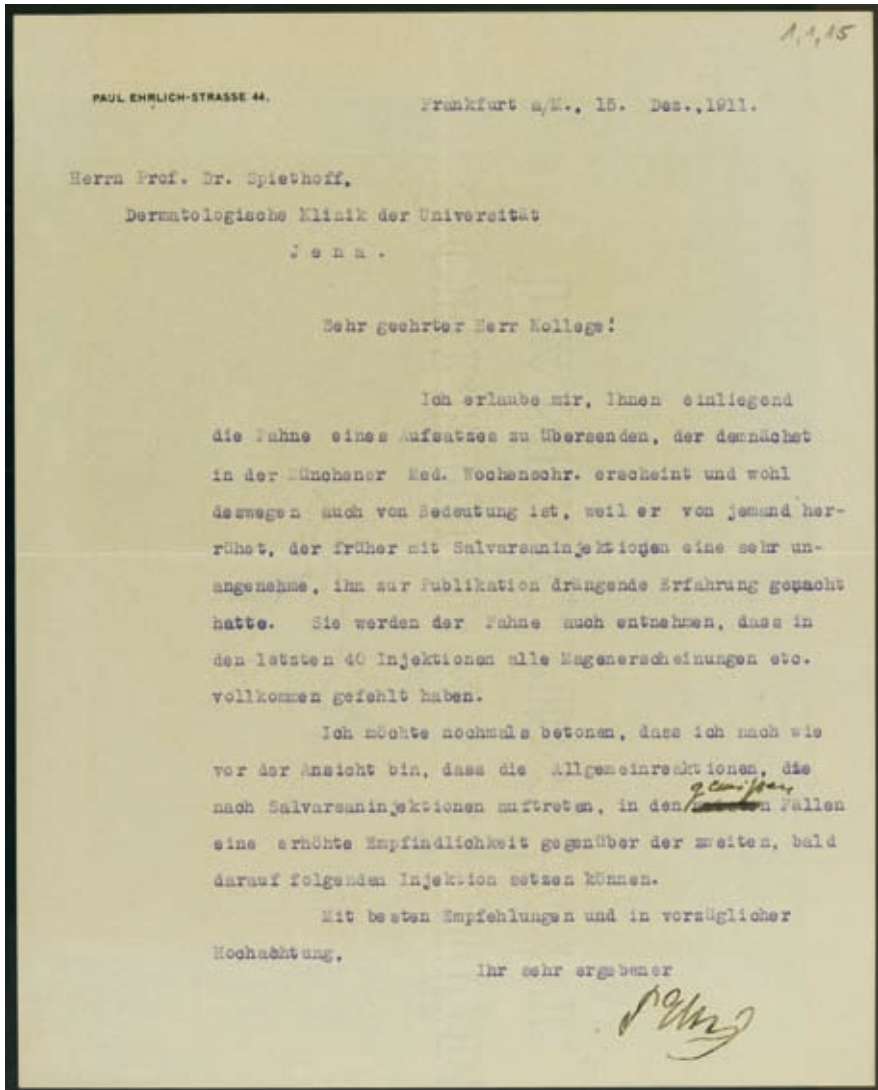 1,1,15
PAUL EHRLICH-STRASSE 44.
Frankfurt a/M., 15. Dez.,1911.
Herrn Prof. Dr. Spiethoff,
Dermatologische Klinik der Universität
J e n a .
Sehr geehrter Herr Kollege!
Ich erlaube mir, Ihnen einliegend
die Fahne eines Aufsatzes zu übersenden, der demnächst
in der Münchener Med. Wochenschr. erscheint und wohl
deswegen auch von Bedeutung ist, weil er von jemand her-
rühet, der früher mit Salvarsaninjektionen eine sehr un-
angenehme, ihn zur Publikation drängende Erfahrung gemacht
hatte. Sie werden der Fahne auch entnehmen, dass in
den letzten 40 Injektionen alle Magenerscheinungen etc.
vollkommen gefehlt haben.
Ich möchte nochmals betonen, dass ich nach wie
vor der Ansicht bin, dass die Allgemeinreaktionen, die
gewissen
nach Salvarsaninjektionen auftreten, in den Fällen
eine erhöhte Empfindlichkeit gegenüber der zweiten, bald
darauf folgenden Injektion setzen können.
Mit besten Empfehlungen und in vorzüglicher
Hochachtung,
Ihr sehr ergebener